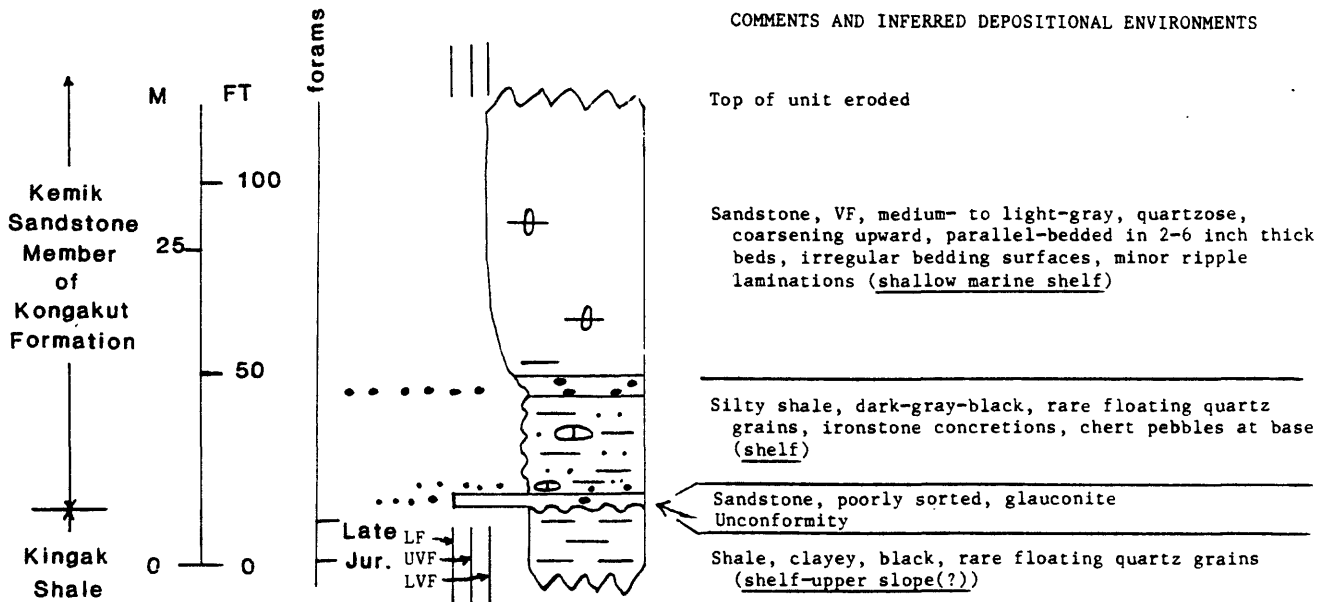 COMMENTS AND INFERRED DEPOSITIONAL ENVIRONMENTS
forams
M
FT
Top of unit eroded
100
Kemik
Sandstone
Member
of
Kongakut
Formation
25
Sandstone, VF, medium- to light-gray, quartzose,
coarsening upward, parallel-bedded in 2-6 inch thick
beds, irregular bedding surfaces, minor ripple
laminations (shallow marine shelf)
50
Silty shale, dark-gray-black, rare floating quartz
grains, ironstone concretions, chert pebbles at base
(shelf)
Sandstone, poorly sorted, glauconite
Unconformity
Late
Jur.
LF
UVF
LVF
Kingak
Shale
0
0
Shale, clayey, black, rare floating quartz grains
(shelf-upper slope(?))